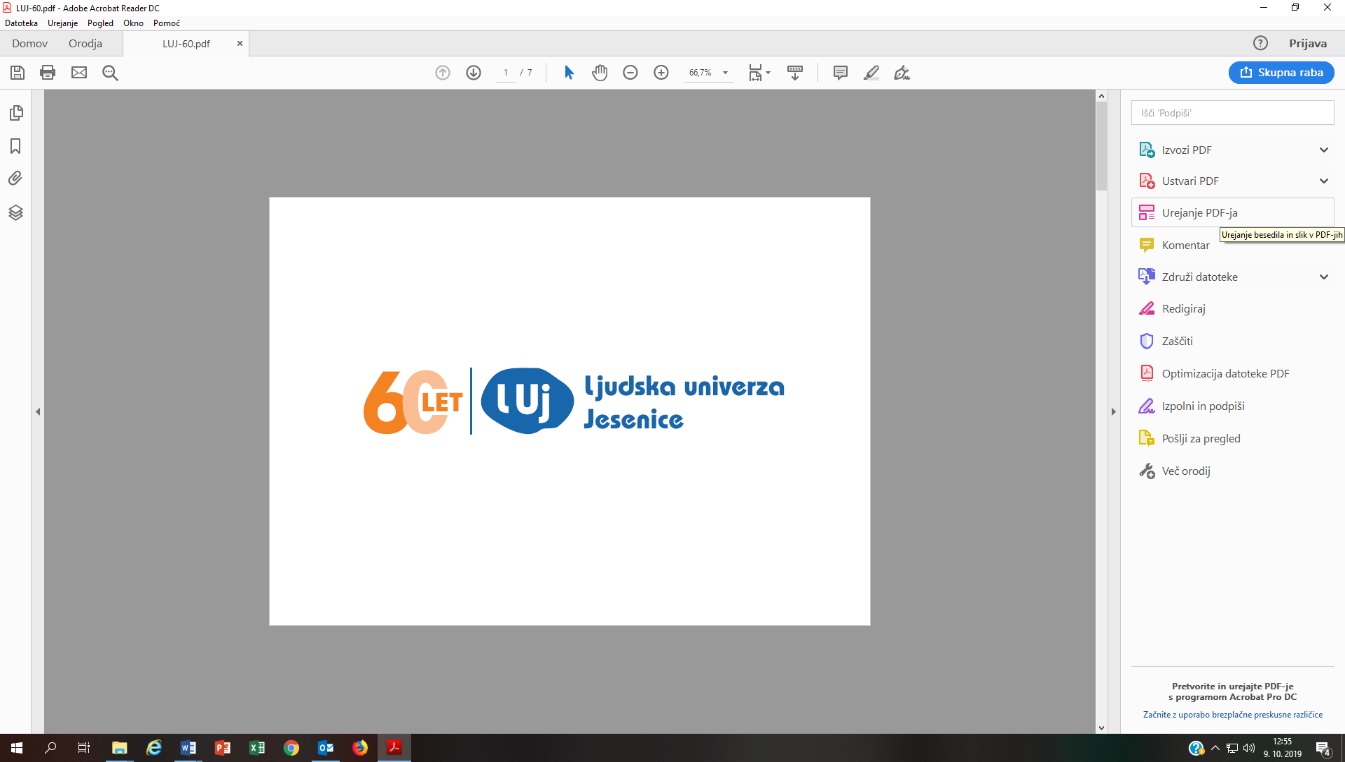 LUJ-60.pdf - Adobe Acrobat Reader DC
Datoteka Urejanje Pogled Okno Pomoč
Domov Orodja LUJ-60.pdf × Prijava
1 / 7 66,7% Skupna raba
Išči 'Podpiši'
Izvozi PDF
Ustvari PDF
Urejanje PDF-ja
Urejanje besedila in slik v PDF-jih
Komentar
Združi datoteke
Redigiraj
Zaščiti
Optimizacija datoteke PDF
Izpolni in podpiši
Pošlji za pregled
Več orodij
60 LET LUj Ljudska univerza
Jesenice
Pretvorite in urejajte PDF-je
s programom Acrobat Pro DC
Začnite z uporabo brezplačne preskusne različice
12:55
9. 10. 2019
4